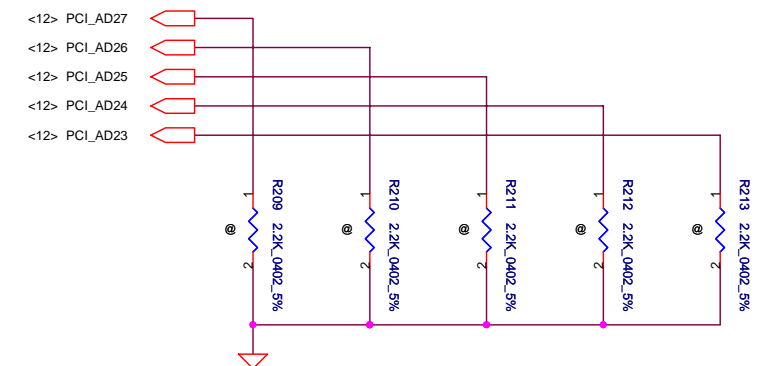 <12> PCI_AD27
<12> PCI_AD26
<12> PCI_AD25
<12> PCI_AD24
<12> PCI_AD23
1
R209 2.2K_0402_5%
@
2
1
R210 2.2K_0402_5%
@
2
1
R211 2.2K_0402_5%
@
2
1
R212 2.2K_0402_5%
@
2
1
R213 2.2K_0402_5%
@
2